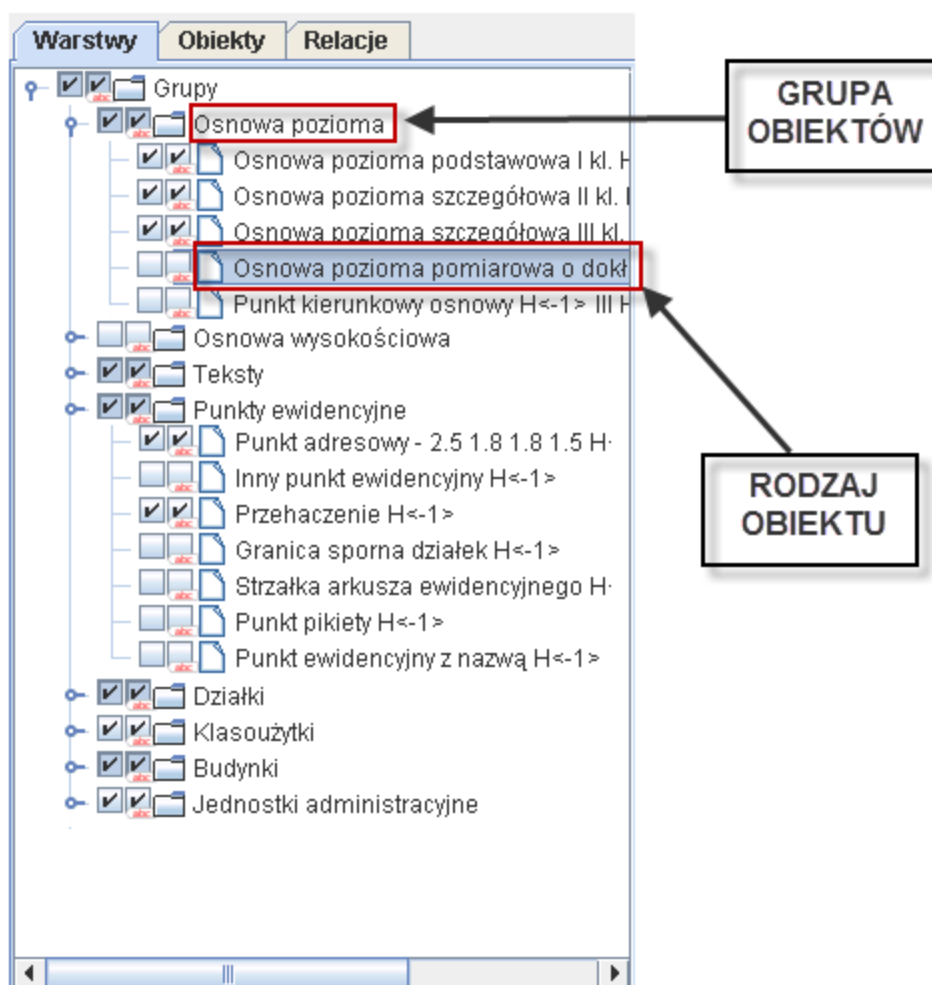 Warstwy Obiekty Relacje
Grupy
GRUPA
OBIEKTÓW
Osnowa pozioma
Osnowa pozioma podstawowa I kl. H
Osnowa pozioma szczegółowa II kl.
Osnowa pozioma szczegółowa III kl.
Osnowa pozioma pomiarowa o dokł
Punkt kierunkowy osnowy H<-1> III H
Osnowa wysokościowa
Teksty
Punkty ewidencyjne
Punkt adresowy - 2.5 1.8 1.8 1.5 H
Inny punkt ewidencyjny H<-1>
Przehaczenie H<-1>
Granica sporna działek H<-1>
Strzałka arkusza ewidencyjnego H
Punkt pikiety H<-1>
Punkt ewidencyjny z nazwą H<-1>
RODZAJ
OBIEKTU
Działki
Klasoużytki
Budynki
Jednostki administracyjne